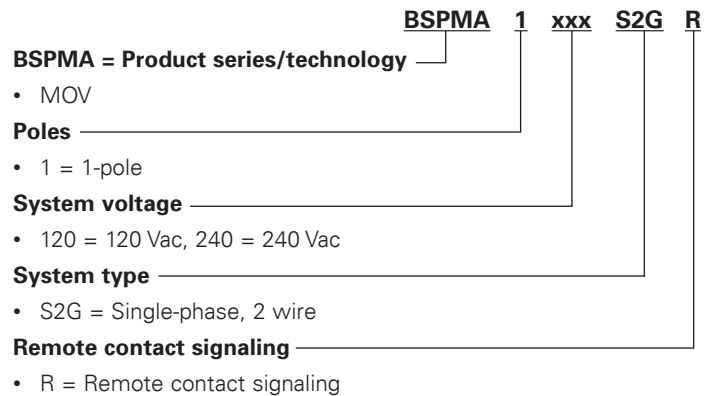 BSPMA 1 xxx S2G R
BSPMA = Product series/technology
• MOV
Poles
• 1 = 1-pole
System voltage
• 120 = 120 Vac, 240 = 240 Vac
System type
• S2G = Single-phase, 2 wire
Remote contact signaling
• R = Remote contact signaling